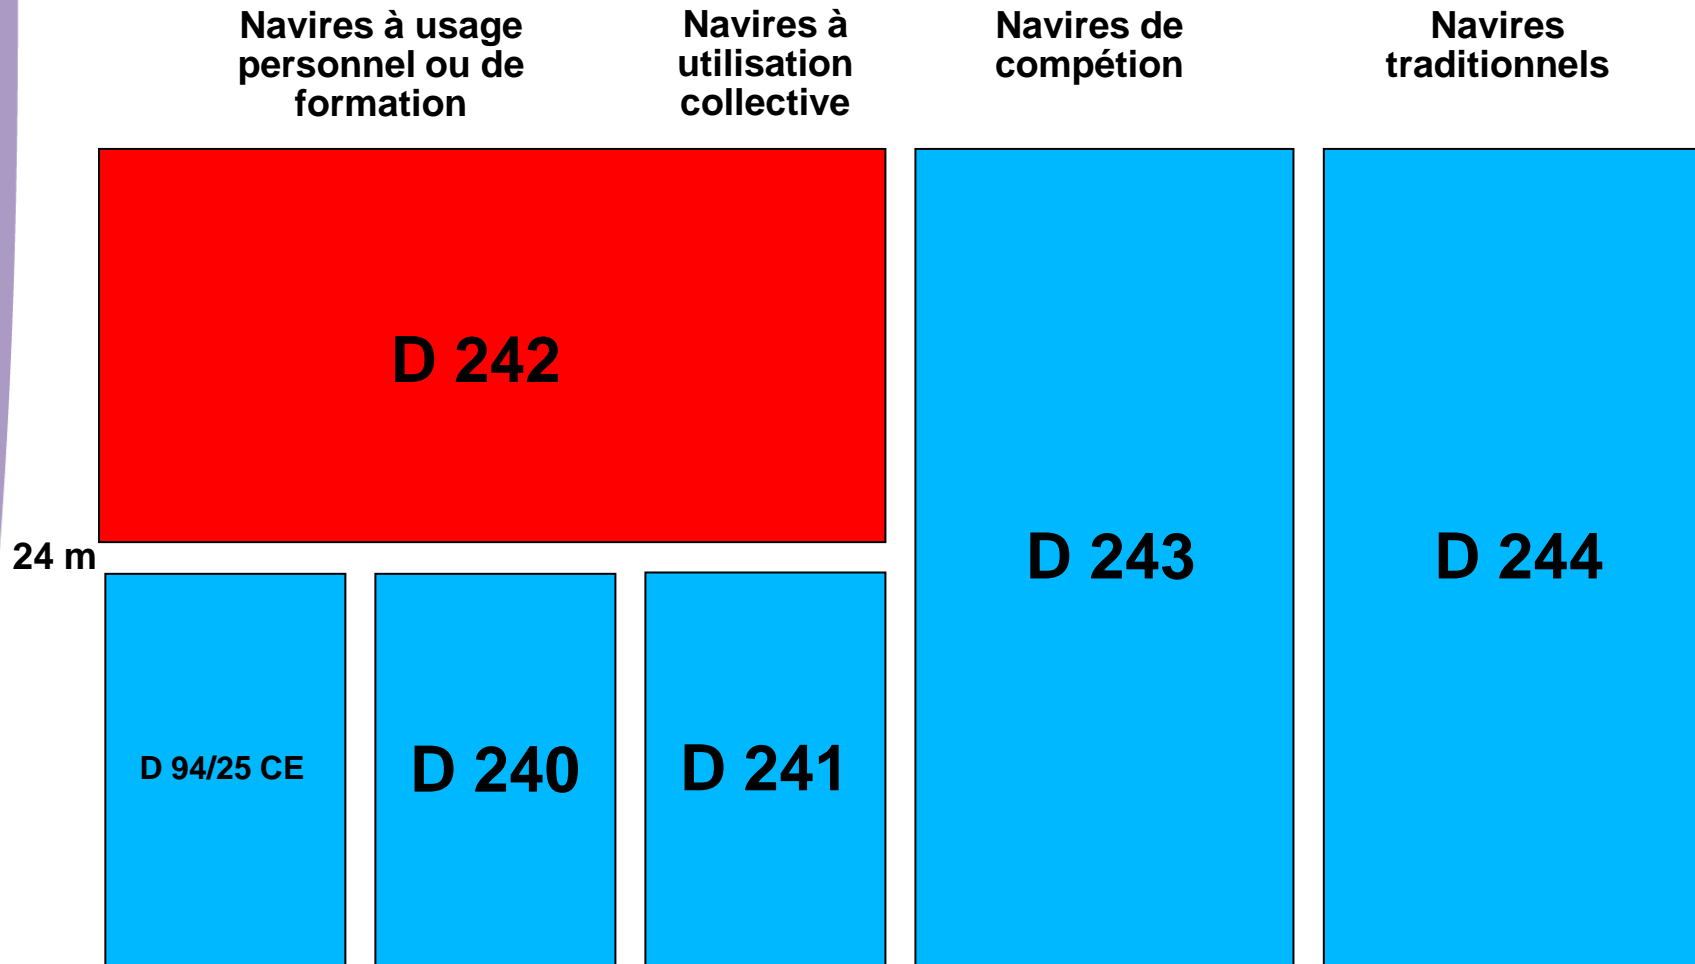 Navires à usage
personnel ou de
formation
Navires à
utilisation
collective
Navires de
compétion
Navires
traditionnels
D 242
24 m
D 243
D 244
D 94/25 CE
D 240
D 241